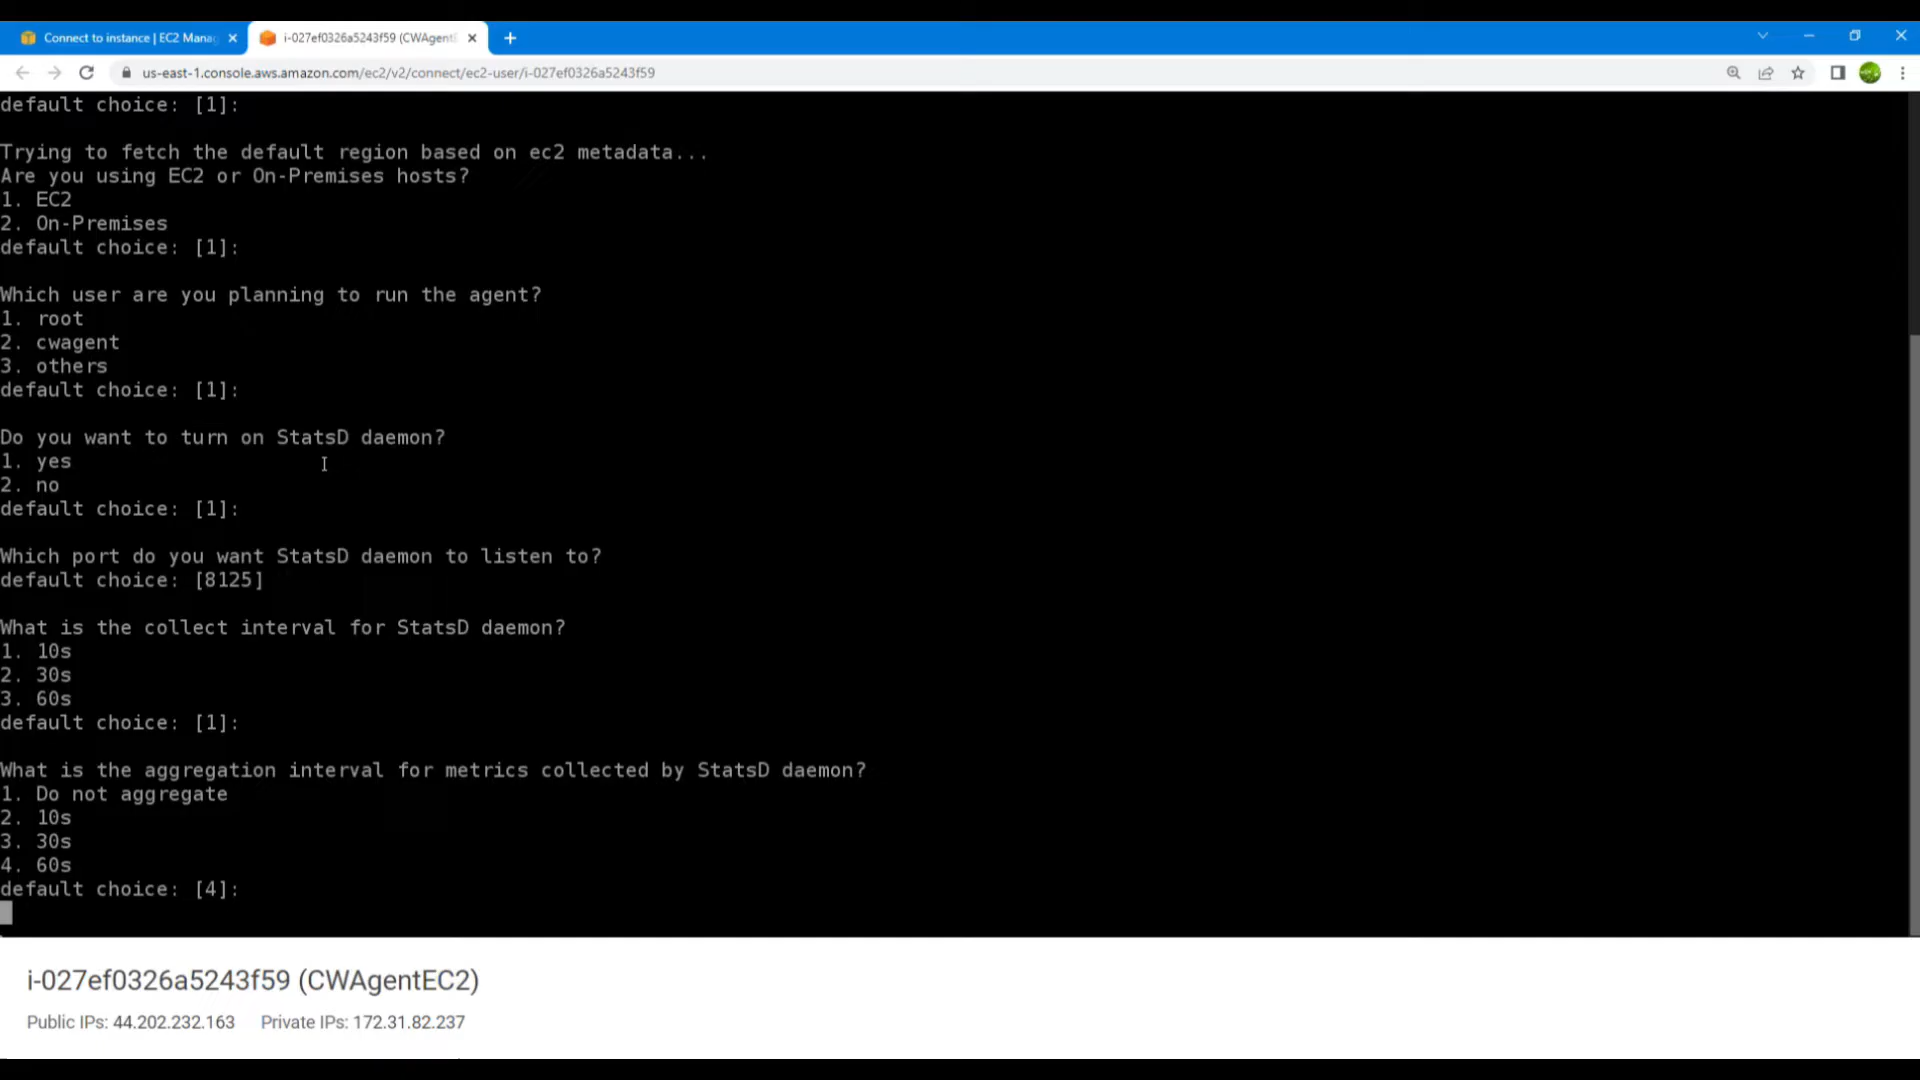 Connect to instance | EC2 Mana
i-027ef0326a5243f59 (CWAgent
us-east-1.console.aws.amazon.com/ec2/v2/connect/ec2-user/i-027ef0326a5243f59
default choice: [1]:
Trying to fetch the default region based on ec2 metadata...
Are you using EC2 or On-Premises hosts?
1. EC2
2. On-Premises
default choice: [1]:
Which user are you planning to run the agent?
1. root
2. cwagent
3. others
default choice: [1]:
Do you want to turn on StatsD daemon?
1. yes
2. no
default choice: [1]:
Which port do you want StatsD daemon to listen to?
default choice: [8125]
What is the collect interval for StatsD daemon?
1. 10s
2. 30s
3. 60s
default choice: [1]:
What is the aggregation interval for metrics collected by StatsD daemon?
1. Do not aggregate
2. 10s
3. 30s
4. 60s
default choice: [4]:
i-027ef0326a5243f59 (CWAgentEC2)
Public IPs: 44.202.232.163 Private IPs: 172.31.82.237